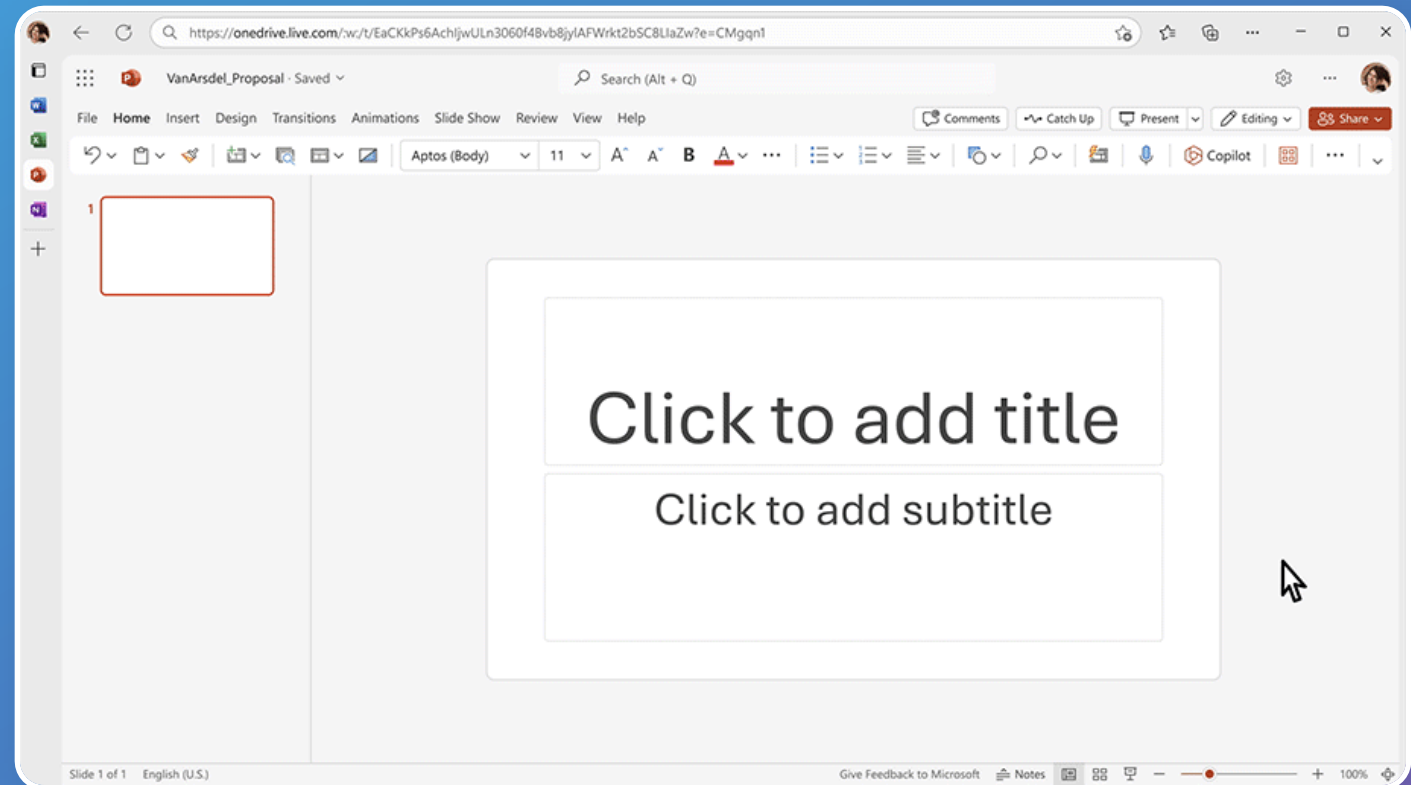 https://onedrive.live.com/:w:/t/EaCKkPs6AchIjwULn3060f48vb8jylAFWrkt2bSC8LIaZw?e=CMgqn1
VanArsdel_Proposal · Saved
Search (Alt + Q)
File Home Insert Design Transitions Animations Slide Show Review View Help
Comments Catch Up Present Editing Share
Aptos (Body) 11 A A B A Copilot
1
Click to add title
Click to add subtitle
Slide 1 of 1 English (U.S.) Give Feedback to Microsoft Notes 100%